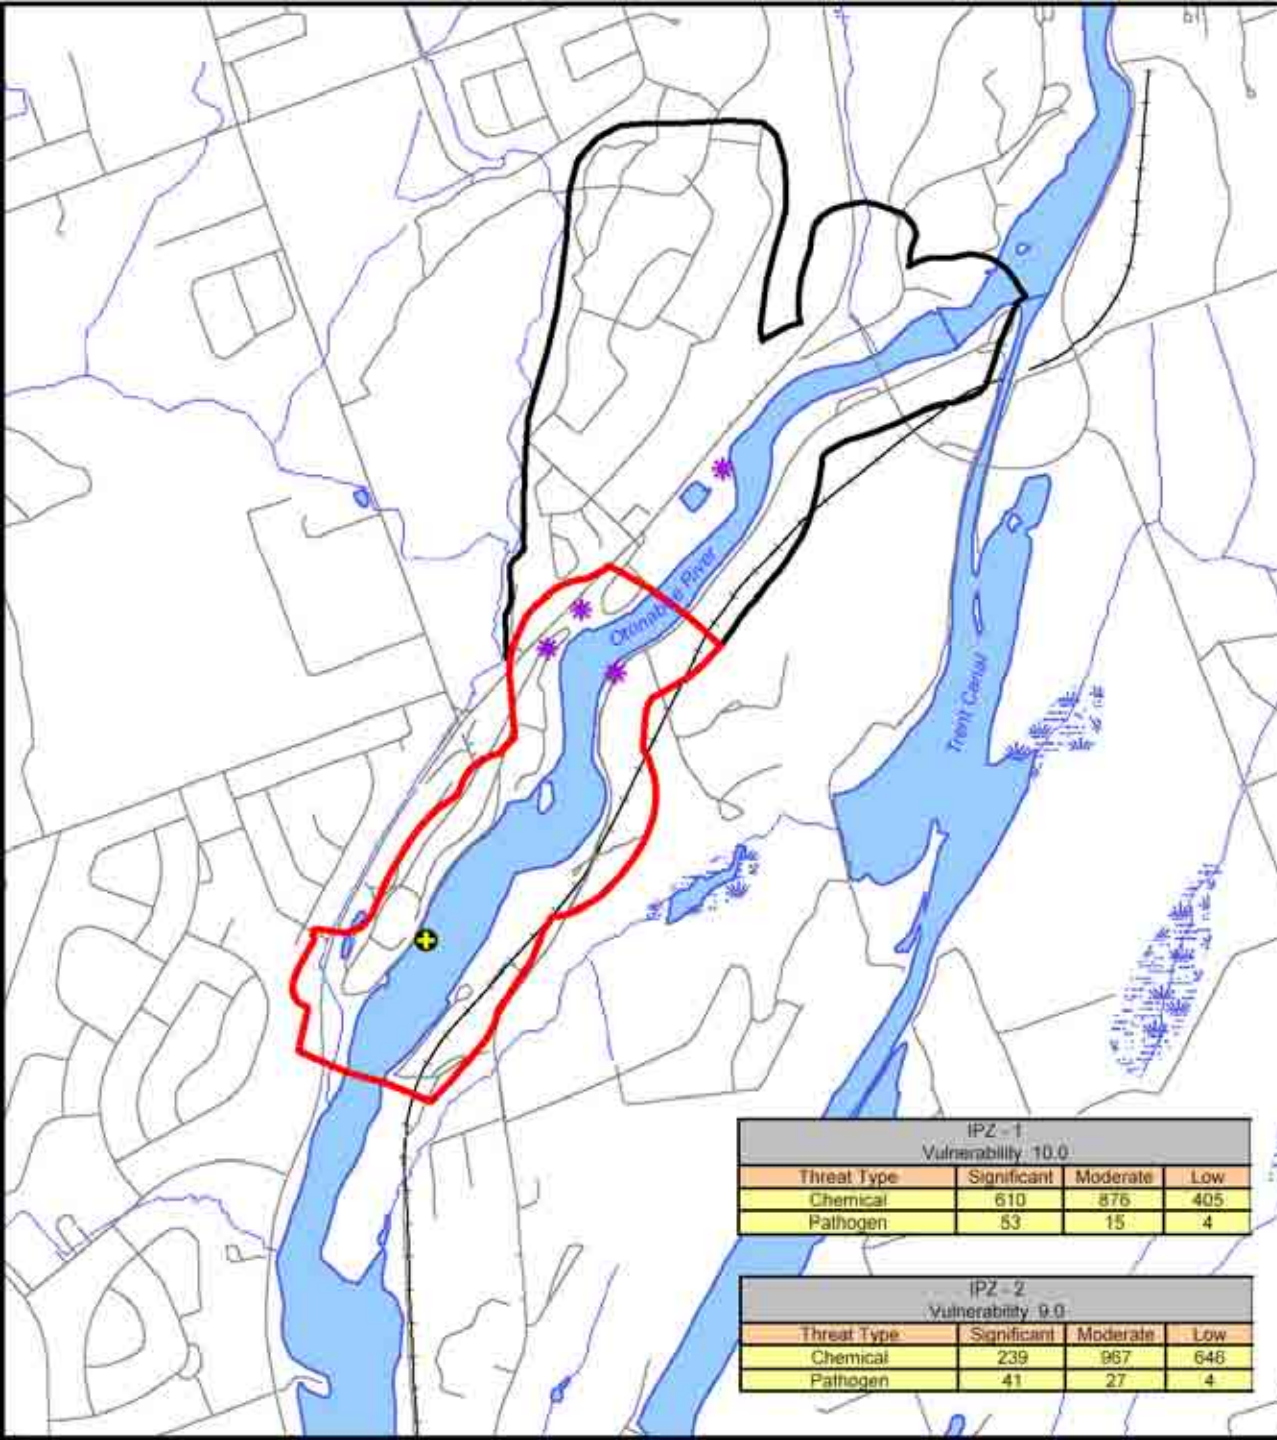 Otonabee River
Trent Canal
IPZ - 1
Vulnerability 10.0
Threat Type Significant Moderate Low
Chemical 610 876 405
Pathogen 53 15 4
IPZ - 2
Vulnerability 9.0
Threat Type Significant Moderate Low
Chemical 239 967 646
Pathogen 41 27 4